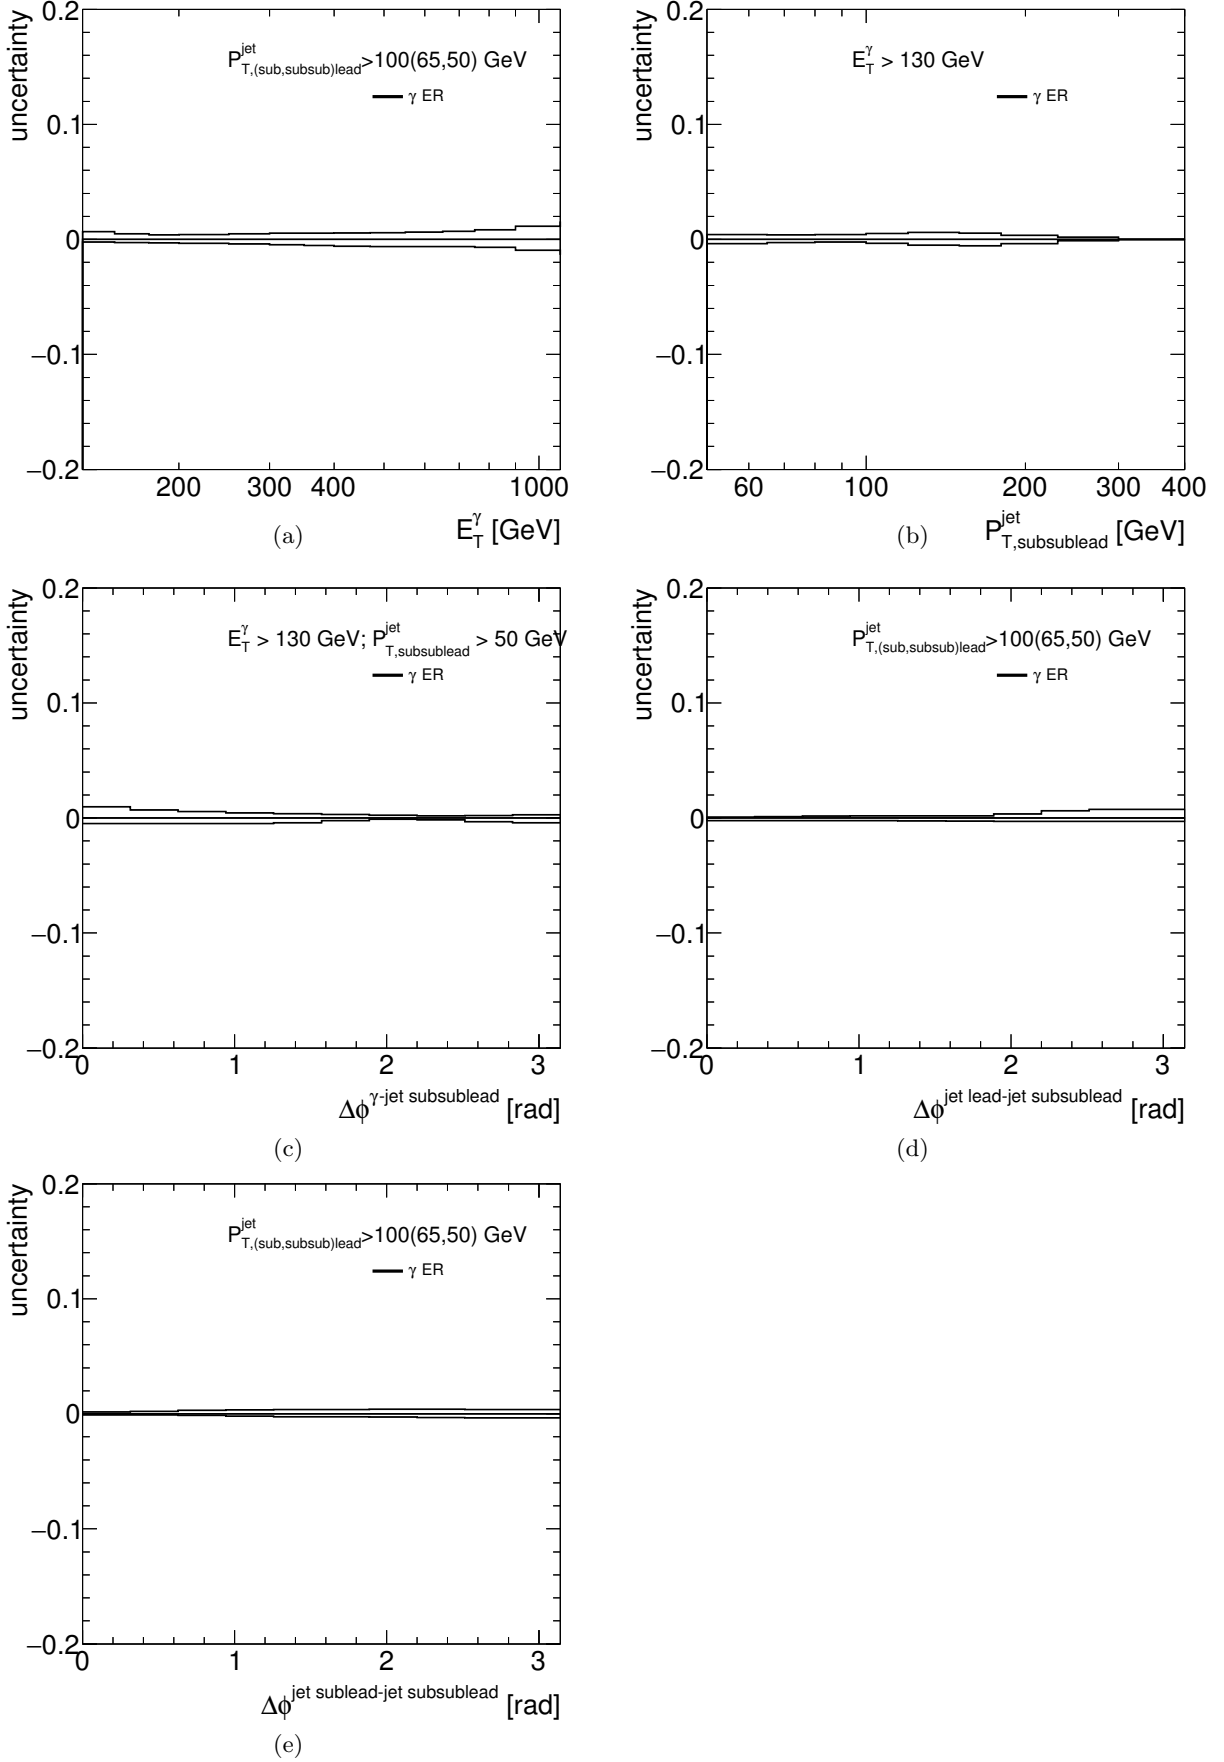 uncertainty
0.2
0.1
0
−0.1
−0.2
P^jet_T,(sub,subsub)lead>100(65,50) GeV
γ ER
200 300 400 1000
E^γ_T [GeV]
(a)
uncertainty
0.2
0.1
0
−0.1
−0.2
E^γ_T > 130 GeV
γ ER
60 100 200 300 400
P^jet_T,subsublead [GeV]
(b)
uncertainty
0.2
0.1
0
−0.1
−0.2
E^γ_T > 130 GeV; P^jet_T,subsublead > 50 GeV
γ ER
0 1 2 3
Δϕ^γ-jet subsublead [rad]
(c)
uncertainty
0.2
0.1
0
−0.1
−0.2
P^jet_T,(sub,subsub)lead>100(65,50) GeV
γ ER
0 1 2 3
Δϕ^jet lead-jet subsublead [rad]
(d)
uncertainty
0.2
0.1
0
−0.1
−0.2
P^jet_T,(sub,subsub)lead>100(65,50) GeV
γ ER
0 1 2 3
Δϕ^jet sublead-jet subsublead [rad]
(e)